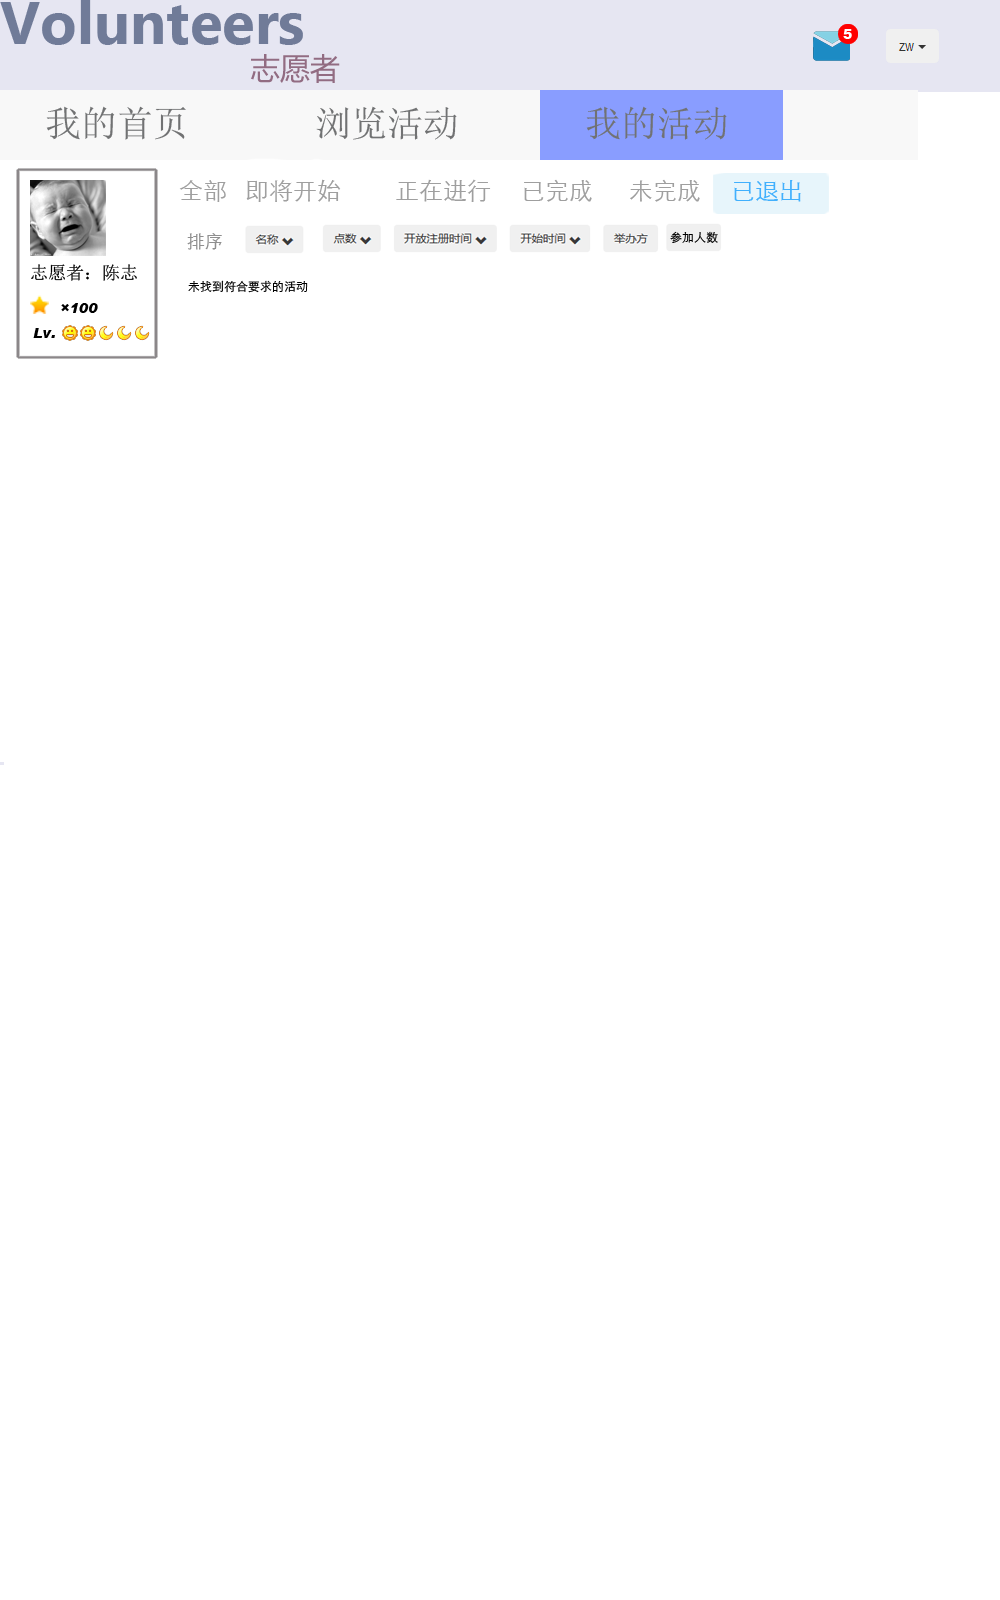 Volunteers
志愿者
5
ZW
我的首页 浏览活动 我的活动
全部 即将开始 正在进行 已完成 未完成 已退出
排序 名称 点数 开放注册时间 开始时间 举办方 参加人数
未找到符合要求的活动
志愿者：陈志
×100
Lv.